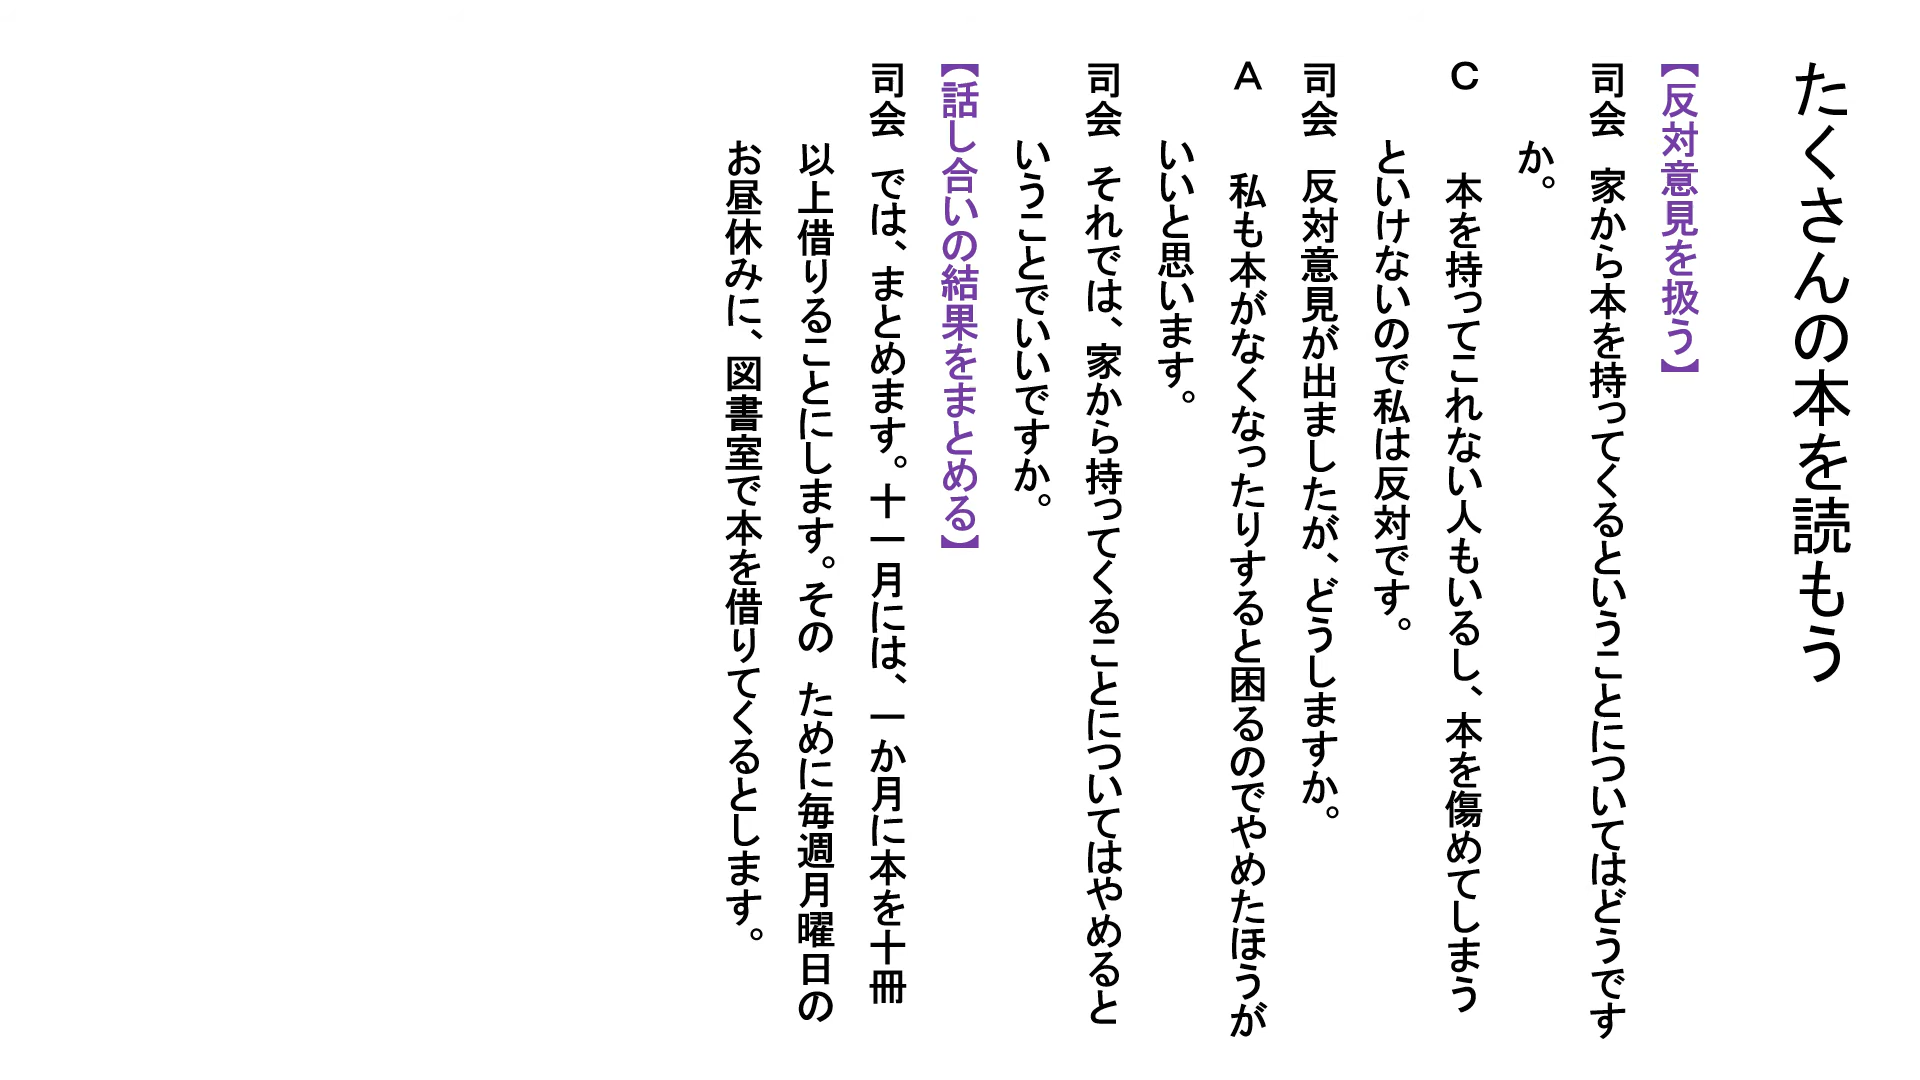 たくさんの本を読もう
【反対意見を扱う】
司会　家から本を持ってくるということについてはどうです
か。
C　本を持ってこれない人もいるし、本を傷めてしまう
といけないので私は反対です。
司会　反対意見が出ましたが、どうしますか。
A　私も本がなくなったりすると困るのでやめたほうが
いいと思います。
司会　それでは、家から持ってくることについてはやめると
いうことでいいですか。
【話し合いの結果をまとめる】
司会　では、まとめます。十一月には、一か月に本を十冊
以上借りることにします。その　ために毎週月曜日の
お昼休みに、図書室で本を借りてくるとします。